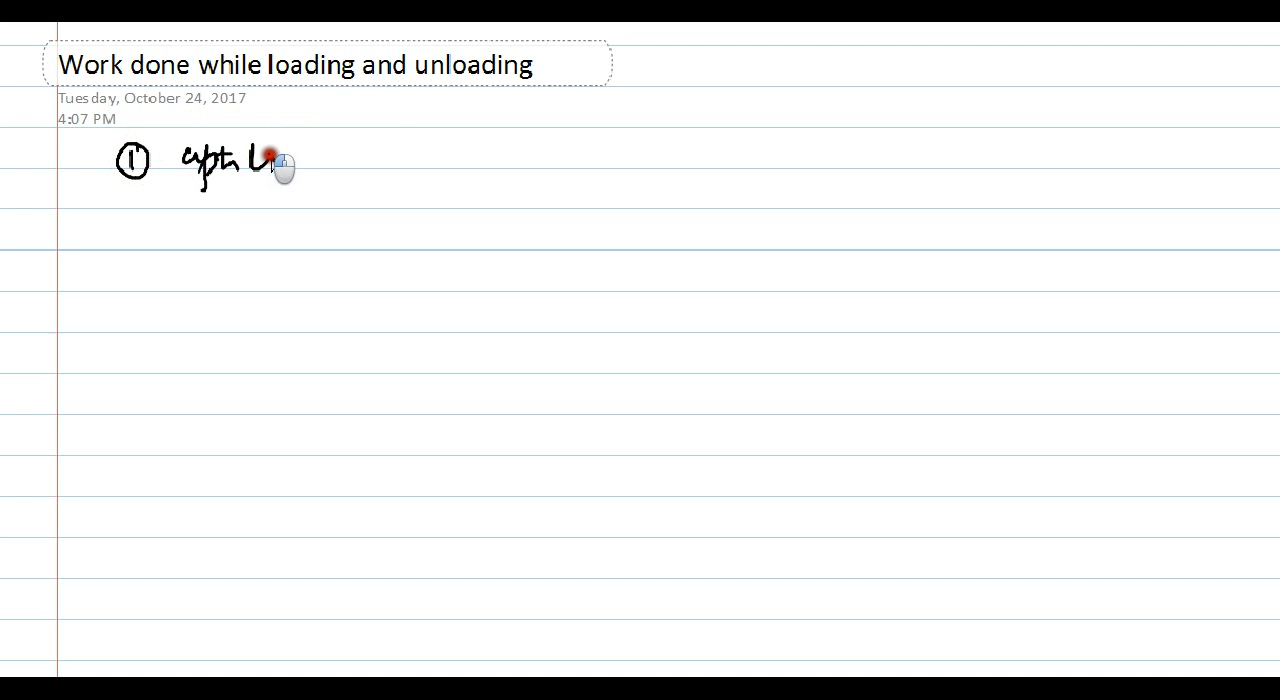 Work done while loading and unloading
Tuesday, October 24, 2017
4:07 PM
①